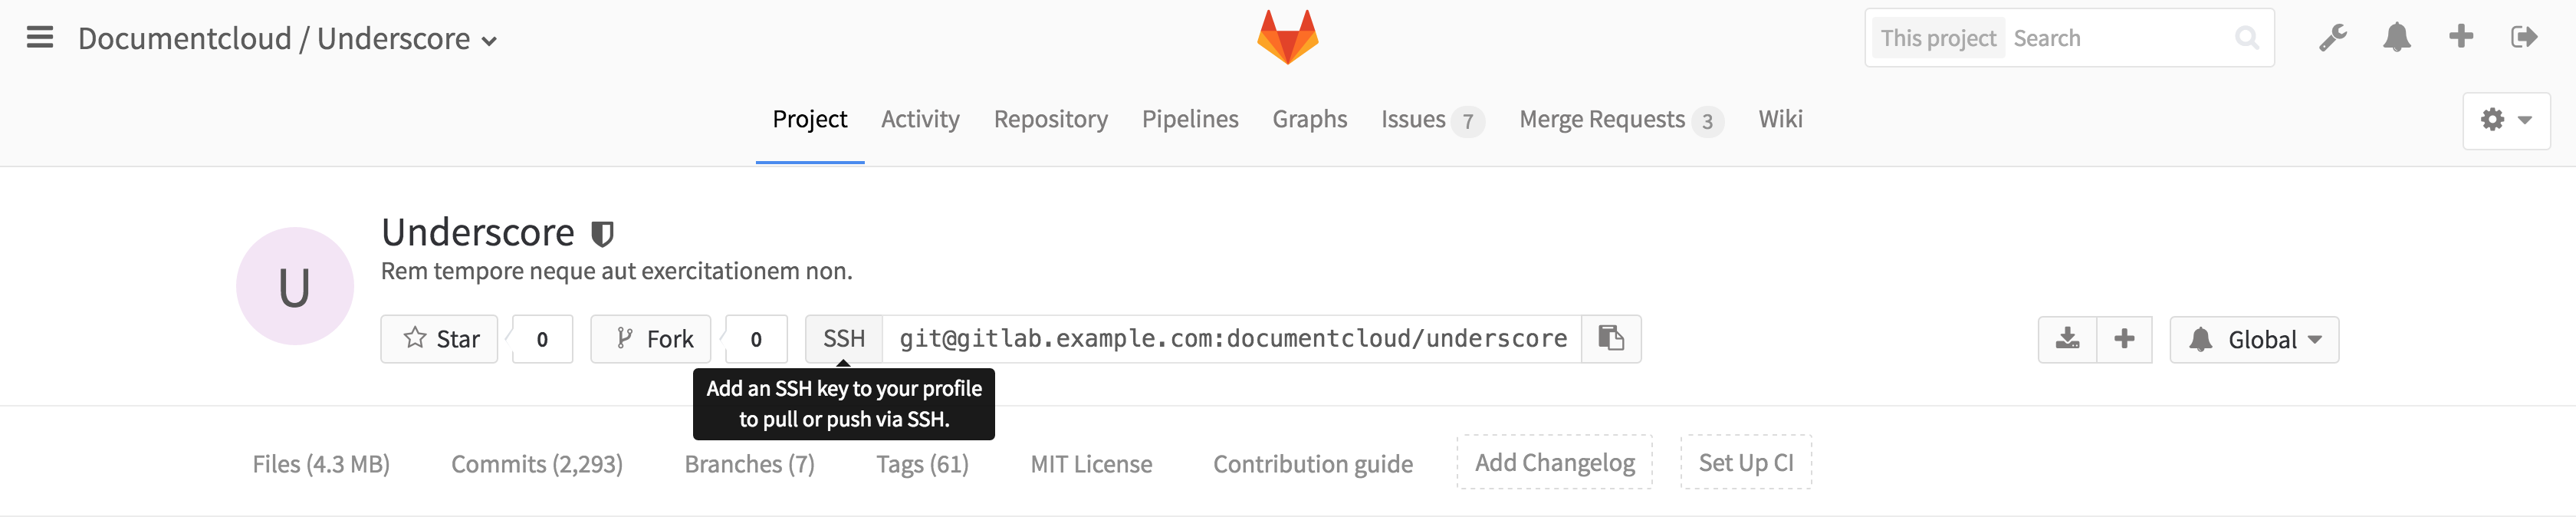 Documentcloud / Underscore
This project Search
Project Activity Repository Pipelines Graphs Issues 7 Merge Requests 3 Wiki
Underscore
U
Rem tempore neque aut exercitationem non.
Star 0 Fork 0 SSH git@gitlab.example.com:documentcloud/underscore Global
Add an SSH key to your profile
to pull or push via SSH.
Files (4.3 MB) Commits (2,293) Branches (7) Tags (61) MIT License Contribution guide Add Changelog Set Up CI